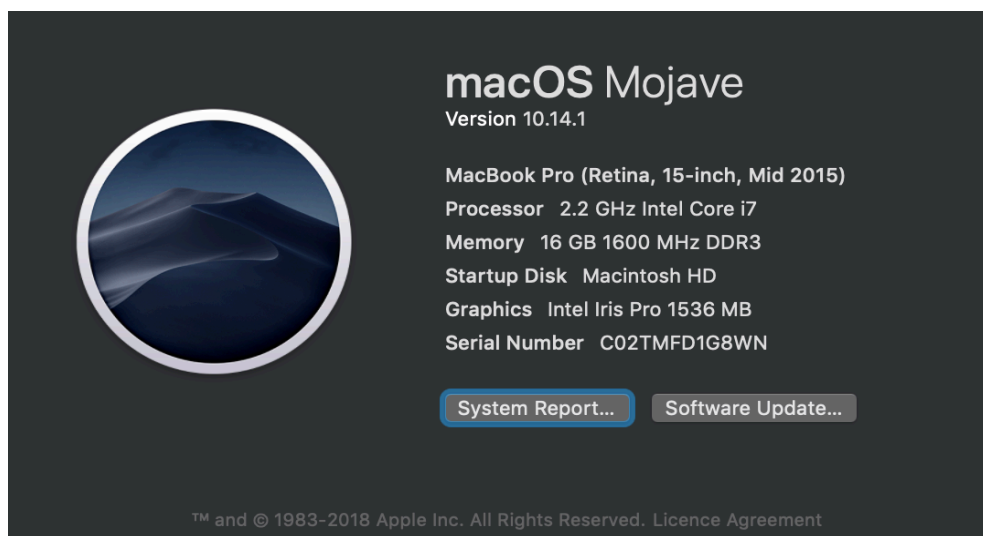 macOS Mojave
Version 10.14.1
MacBook Pro (Retina, 15-inch, Mid 2015)
Processor 2.2 GHz Intel Core i7
Memory 16 GB 1600 MHz DDR3
Startup Disk Macintosh HD
Graphics Intel Iris Pro 1536 MB
Serial Number C02TMFD1G8WN
System Report... Software Update...
™ and © 1983-2018 Apple Inc. All Rights Reserved. Licence Agreement